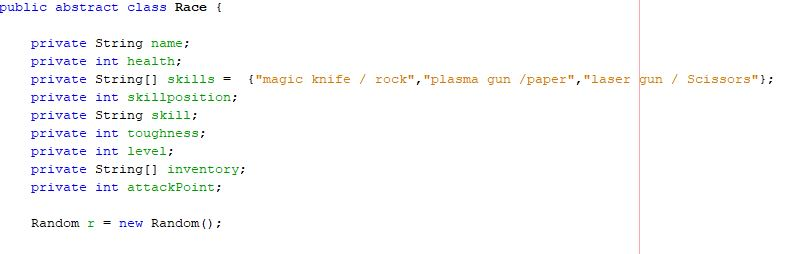 public abstract class Race {
private String name;
private int health;
private String[] skills =  {"magic knife / rock","plasma gun /paper","laser gun / Scissors"};
private int skillposition;
private String skill;
private int toughness;
private int level;
private String[] inventory;
private int attackPoint;
Random r = new Random();